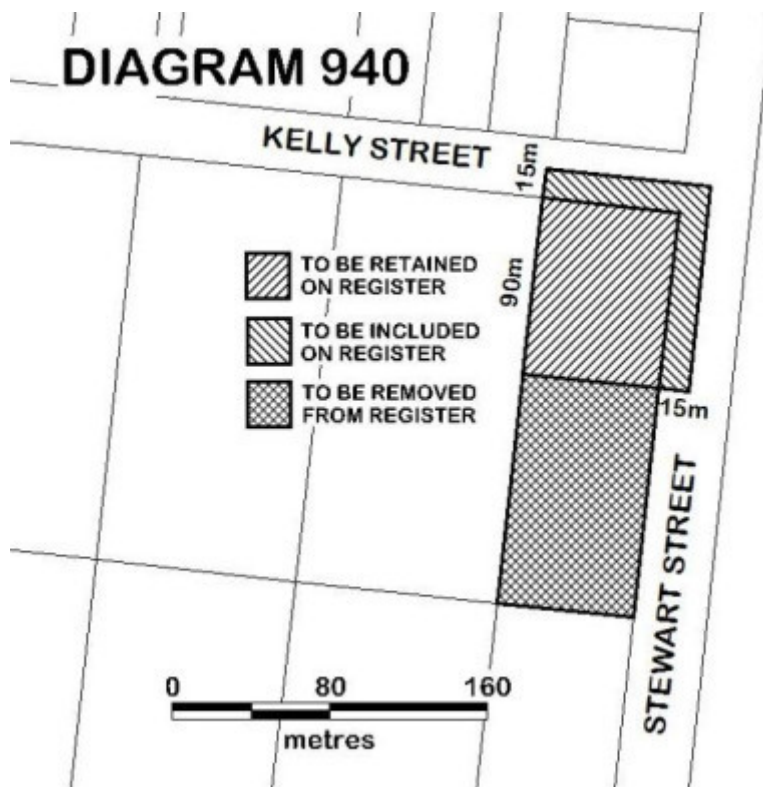 DIAGRAM 940
KELLY STREET
15m
90m
TO BE RETAINED
ON REGISTER
TO BE INCLUDED
ON REGISTER
TO BE REMOVED
FROM REGISTER
15m
STEWART STREET
0 80 160
metres